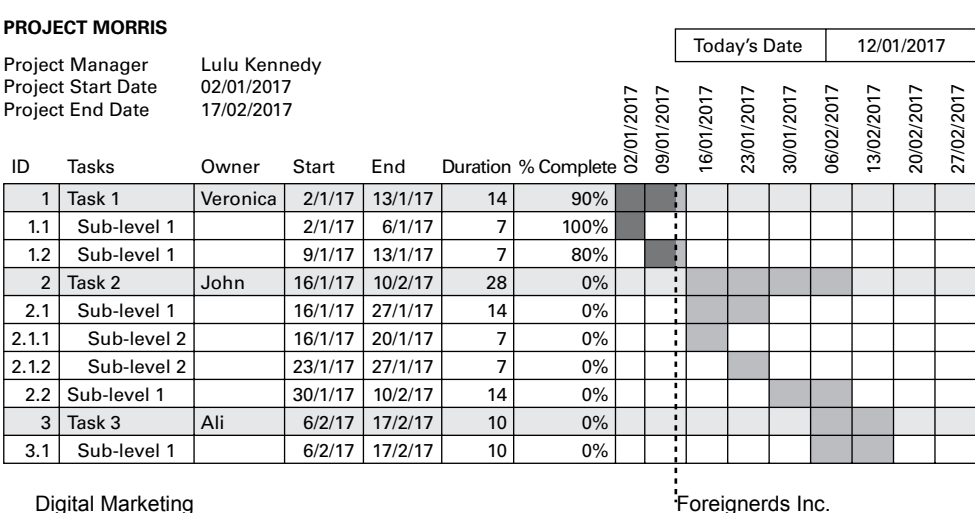 PROJECT MORRIS
Today's Date 12/01/2017
Project Manager Lulu Kennedy
Project Start Date 02/01/2017
Project End Date 17/02/2017
ID Tasks Owner Start End Duration % Complete 02/01/2017 09/01/2017 16/01/2017 23/01/2017 30/01/2017 06/02/2017 13/02/2017 20/02/2017 27/02/2017
1 Task 1 Veronica 2/1/17 13/1/17 14 90%
1.1 Sub-level 1 2/1/17 6/1/17 7 100%
1.2 Sub-level 1 9/1/17 13/1/17 7 80%
2 Task 2 John 16/1/17 10/2/17 28 0%
2.1 Sub-level 1 16/1/17 27/1/17 14 0%
2.1.1 Sub-level 2 16/1/17 20/1/17 7 0%
2.1.2 Sub-level 2 23/1/17 27/1/17 7 0%
2.2 Sub-level 1 30/1/17 10/2/17 14 0%
3 Task 3 Ali 6/2/17 17/2/17 10 0%
3.1 Sub-level 1 6/2/17 17/2/17 10 0%
Digital Marketing Foreignerds Inc.